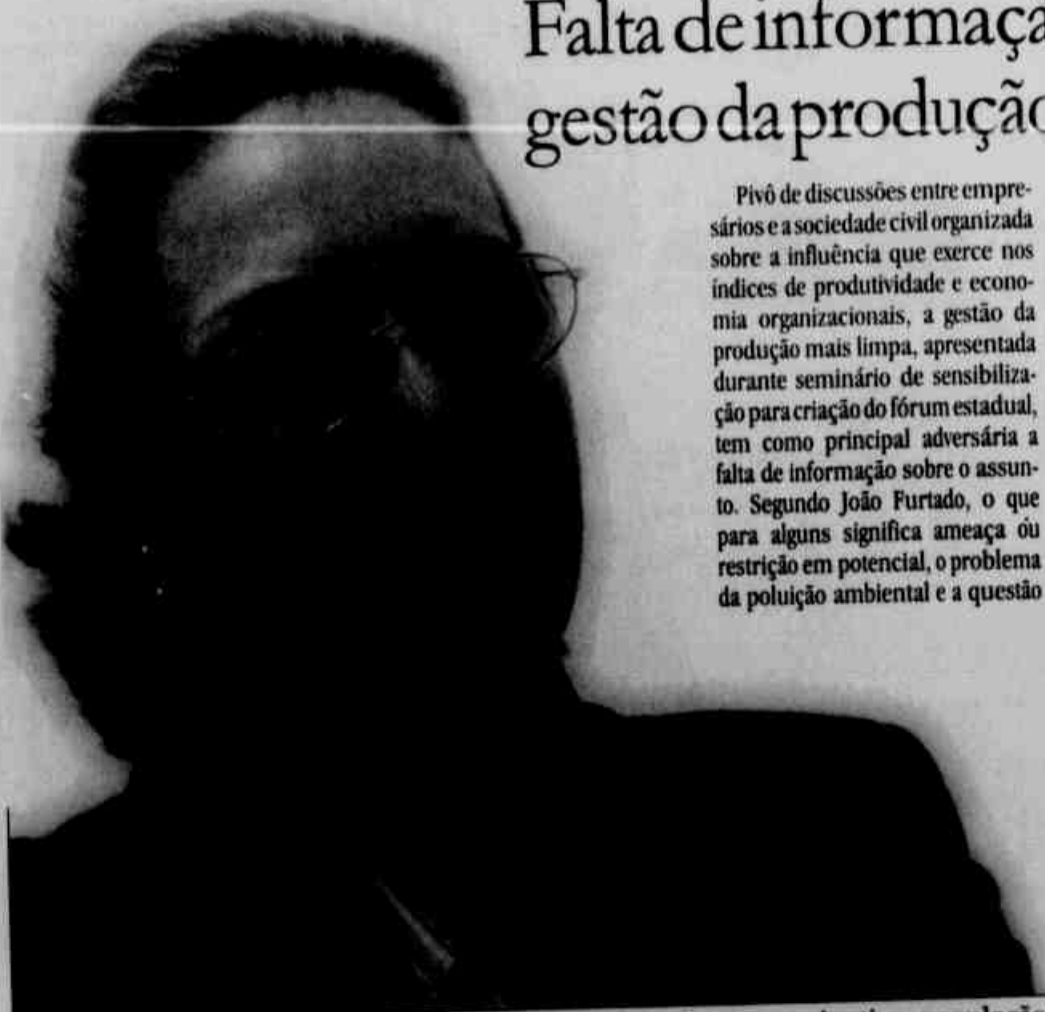 Falta de informaçã
gestão da produção
Pivô de discussões entre empre-
sários e a sociedade civil organizada
sobre a influência que exerce nos
índices de produtividade e econo-
mia organizacionais, a gestão da
produção mais limpa, apresentada
durante seminário de sensibiliza-
ção para criação do fórum estadual,
tem como principal adversária a
falta de informação sobre o assun-
to. Segundo João Furtado, o que
para alguns significa ameaça ou
restrição em potencial, o problema
da poluição ambiental e a questão